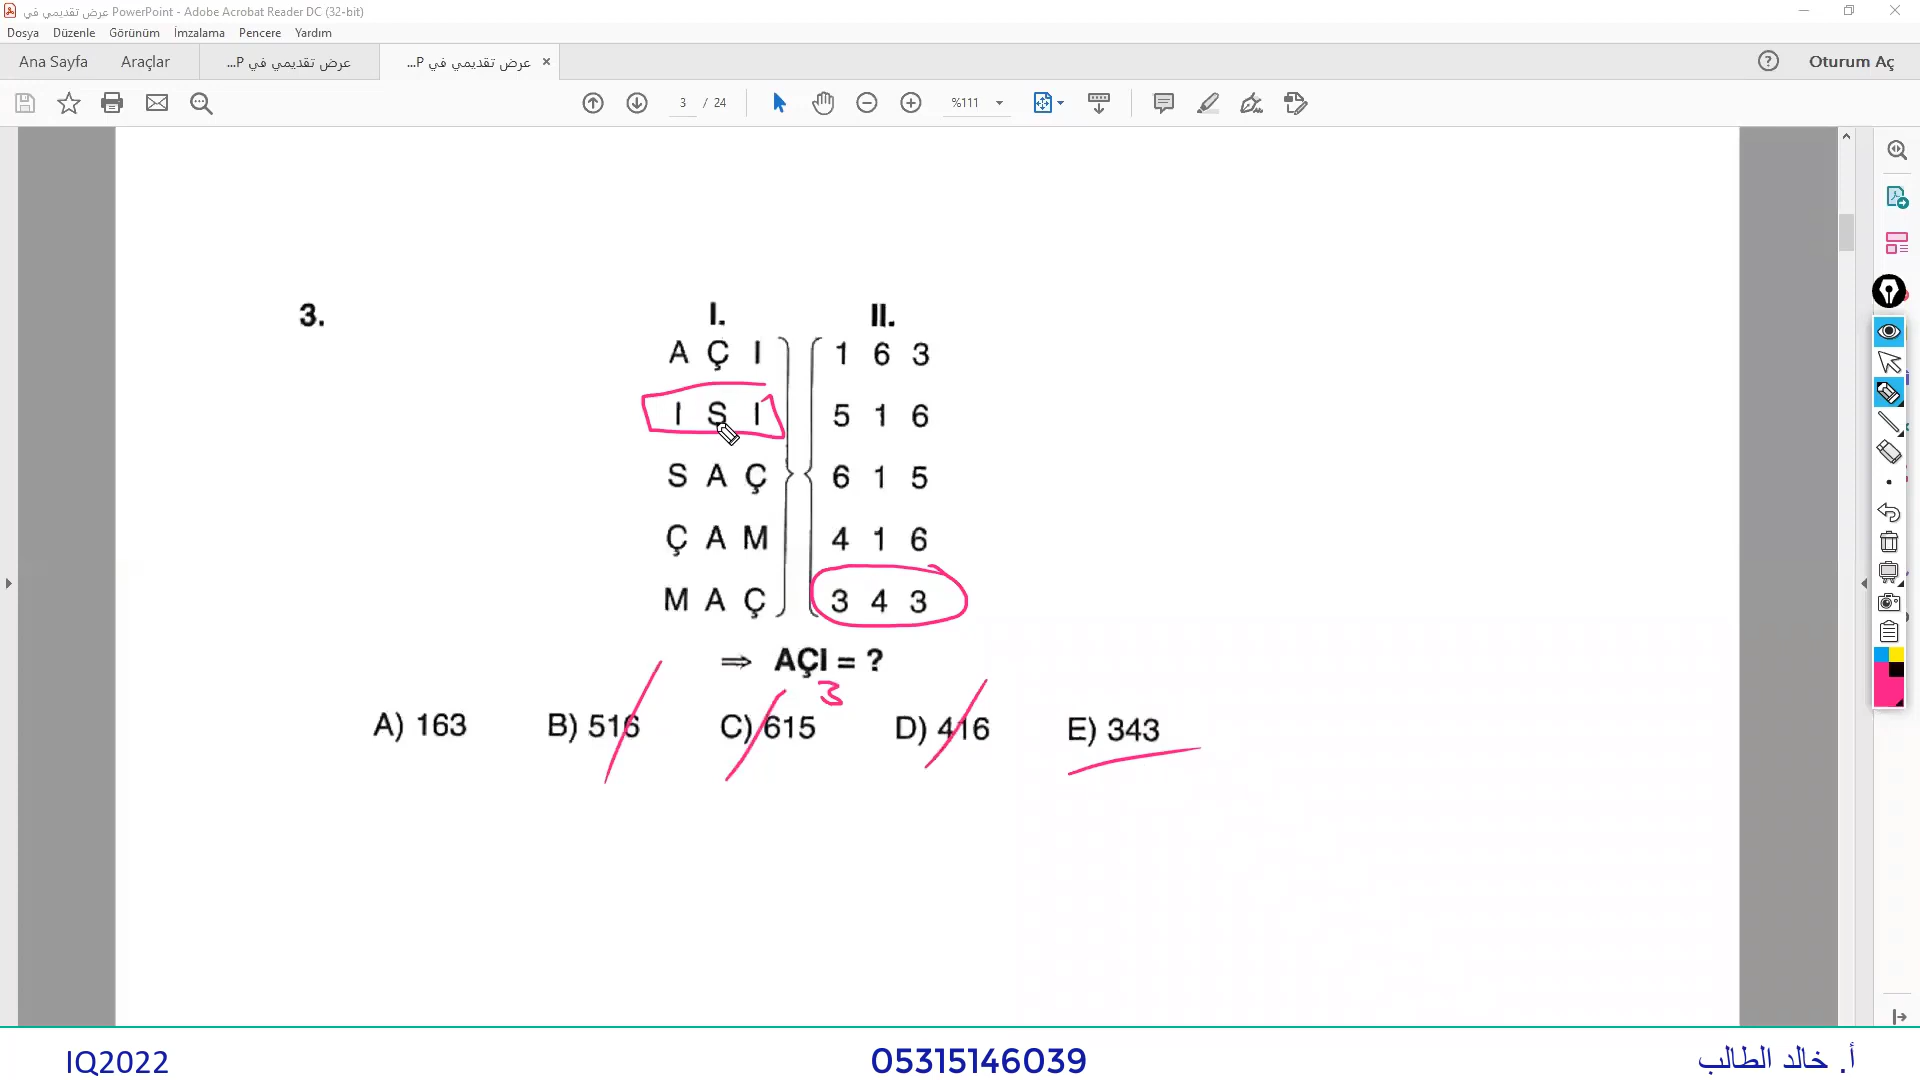 عرض تقديمي في PowerPoint - Adobe Acrobat Reader DC (32-bit)
Dosya Düzenle Görünüm İmzalama Pencere Yardım
Ana Sayfa Araçlar عرض تقديمي في P... عرض تقديمي في P... × ? Oturum Aç
3 / 24 %111
3.
I. II.
A Ç I 1 6 3
I S I 5 1 6
S A Ç 6 1 5
Ç A M 4 1 6
M A Ç 3 4 3
⇒ AÇI = ?
3
A) 163 B) 516 C) 615 D) 416 E) 343
IQ2022 05315146039 أ. خالد الطالب